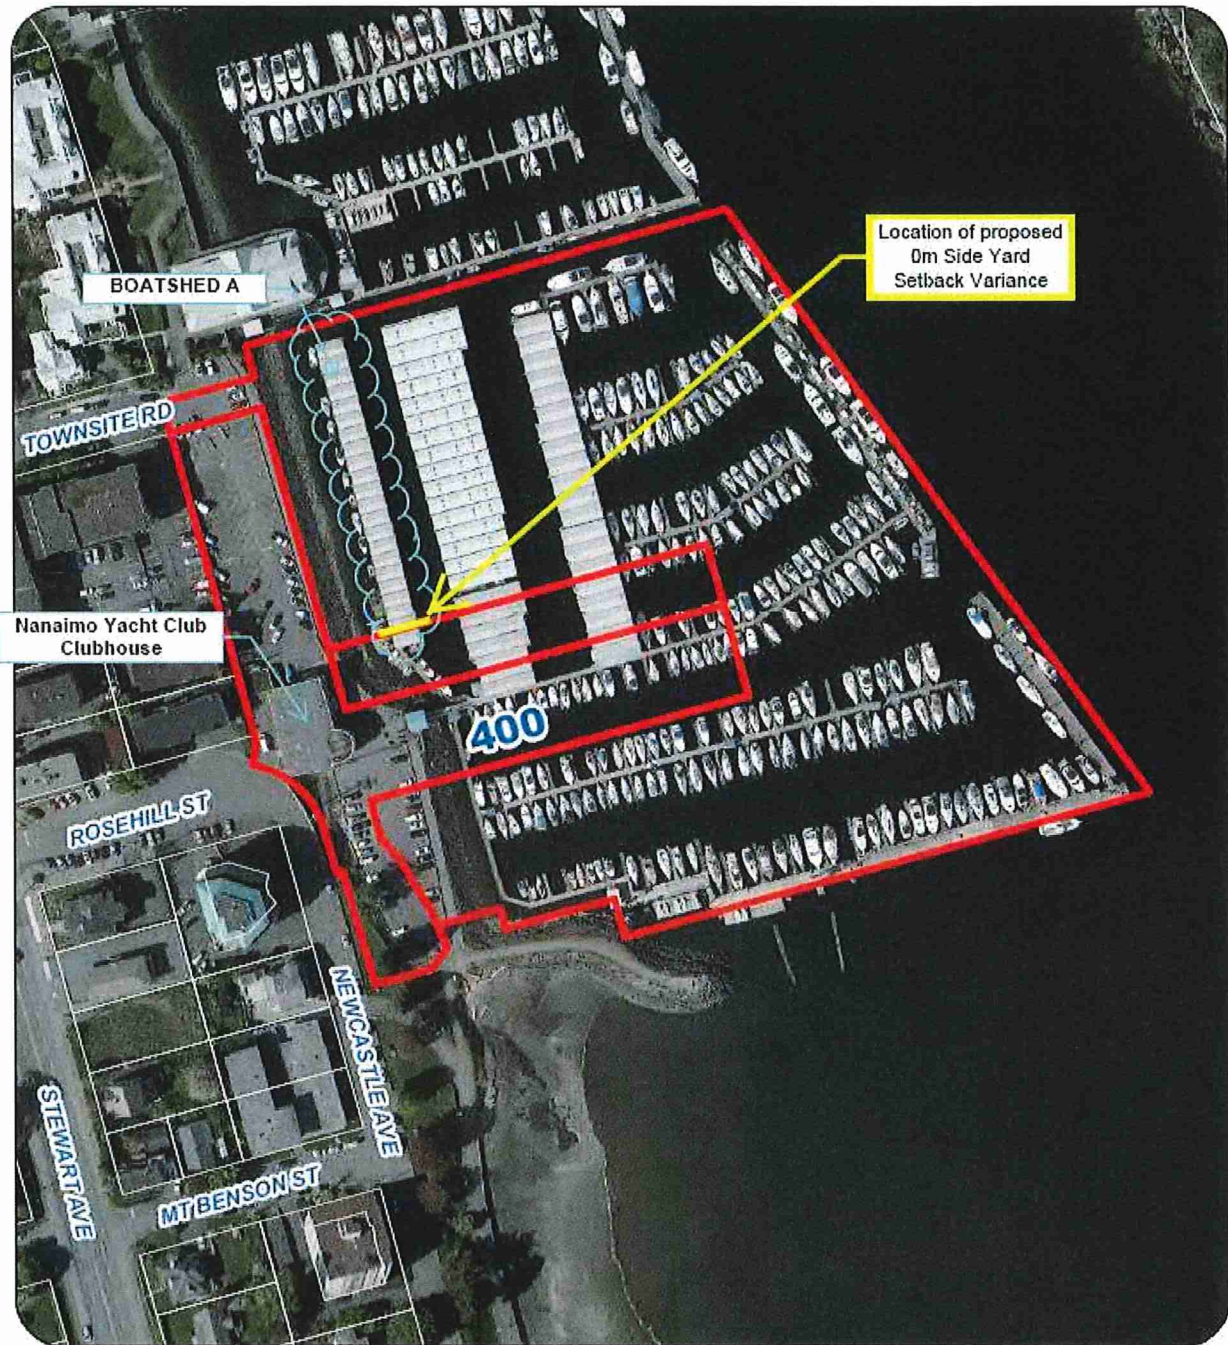 Location of proposed
0m Side Yard
Setback Variance
BOATSHED A
TOWNSITE RD
Nanaimo Yacht Club
Clubhouse
400
ROSEHILL ST
NEWCASTLE AVE
STEWART AVE
MT BENSON ST